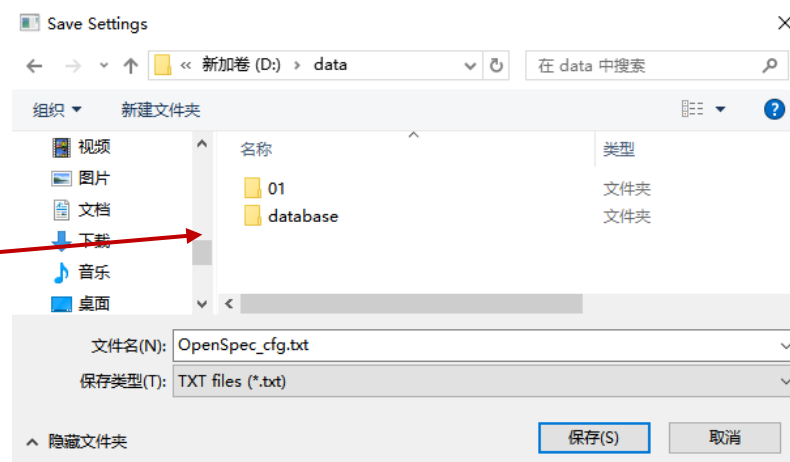 Save Settings
« 新加卷 (D:) › data
在 data 中搜索
组织
新建文件夹
视频
图片
文档
下载
音乐
桌面
名称
类型
01
文件夹
database
文件夹
文件名(N): OpenSpec_cfg.txt
保存类型(T): TXT files (*.txt)
隐藏文件夹
保存(S)
取消